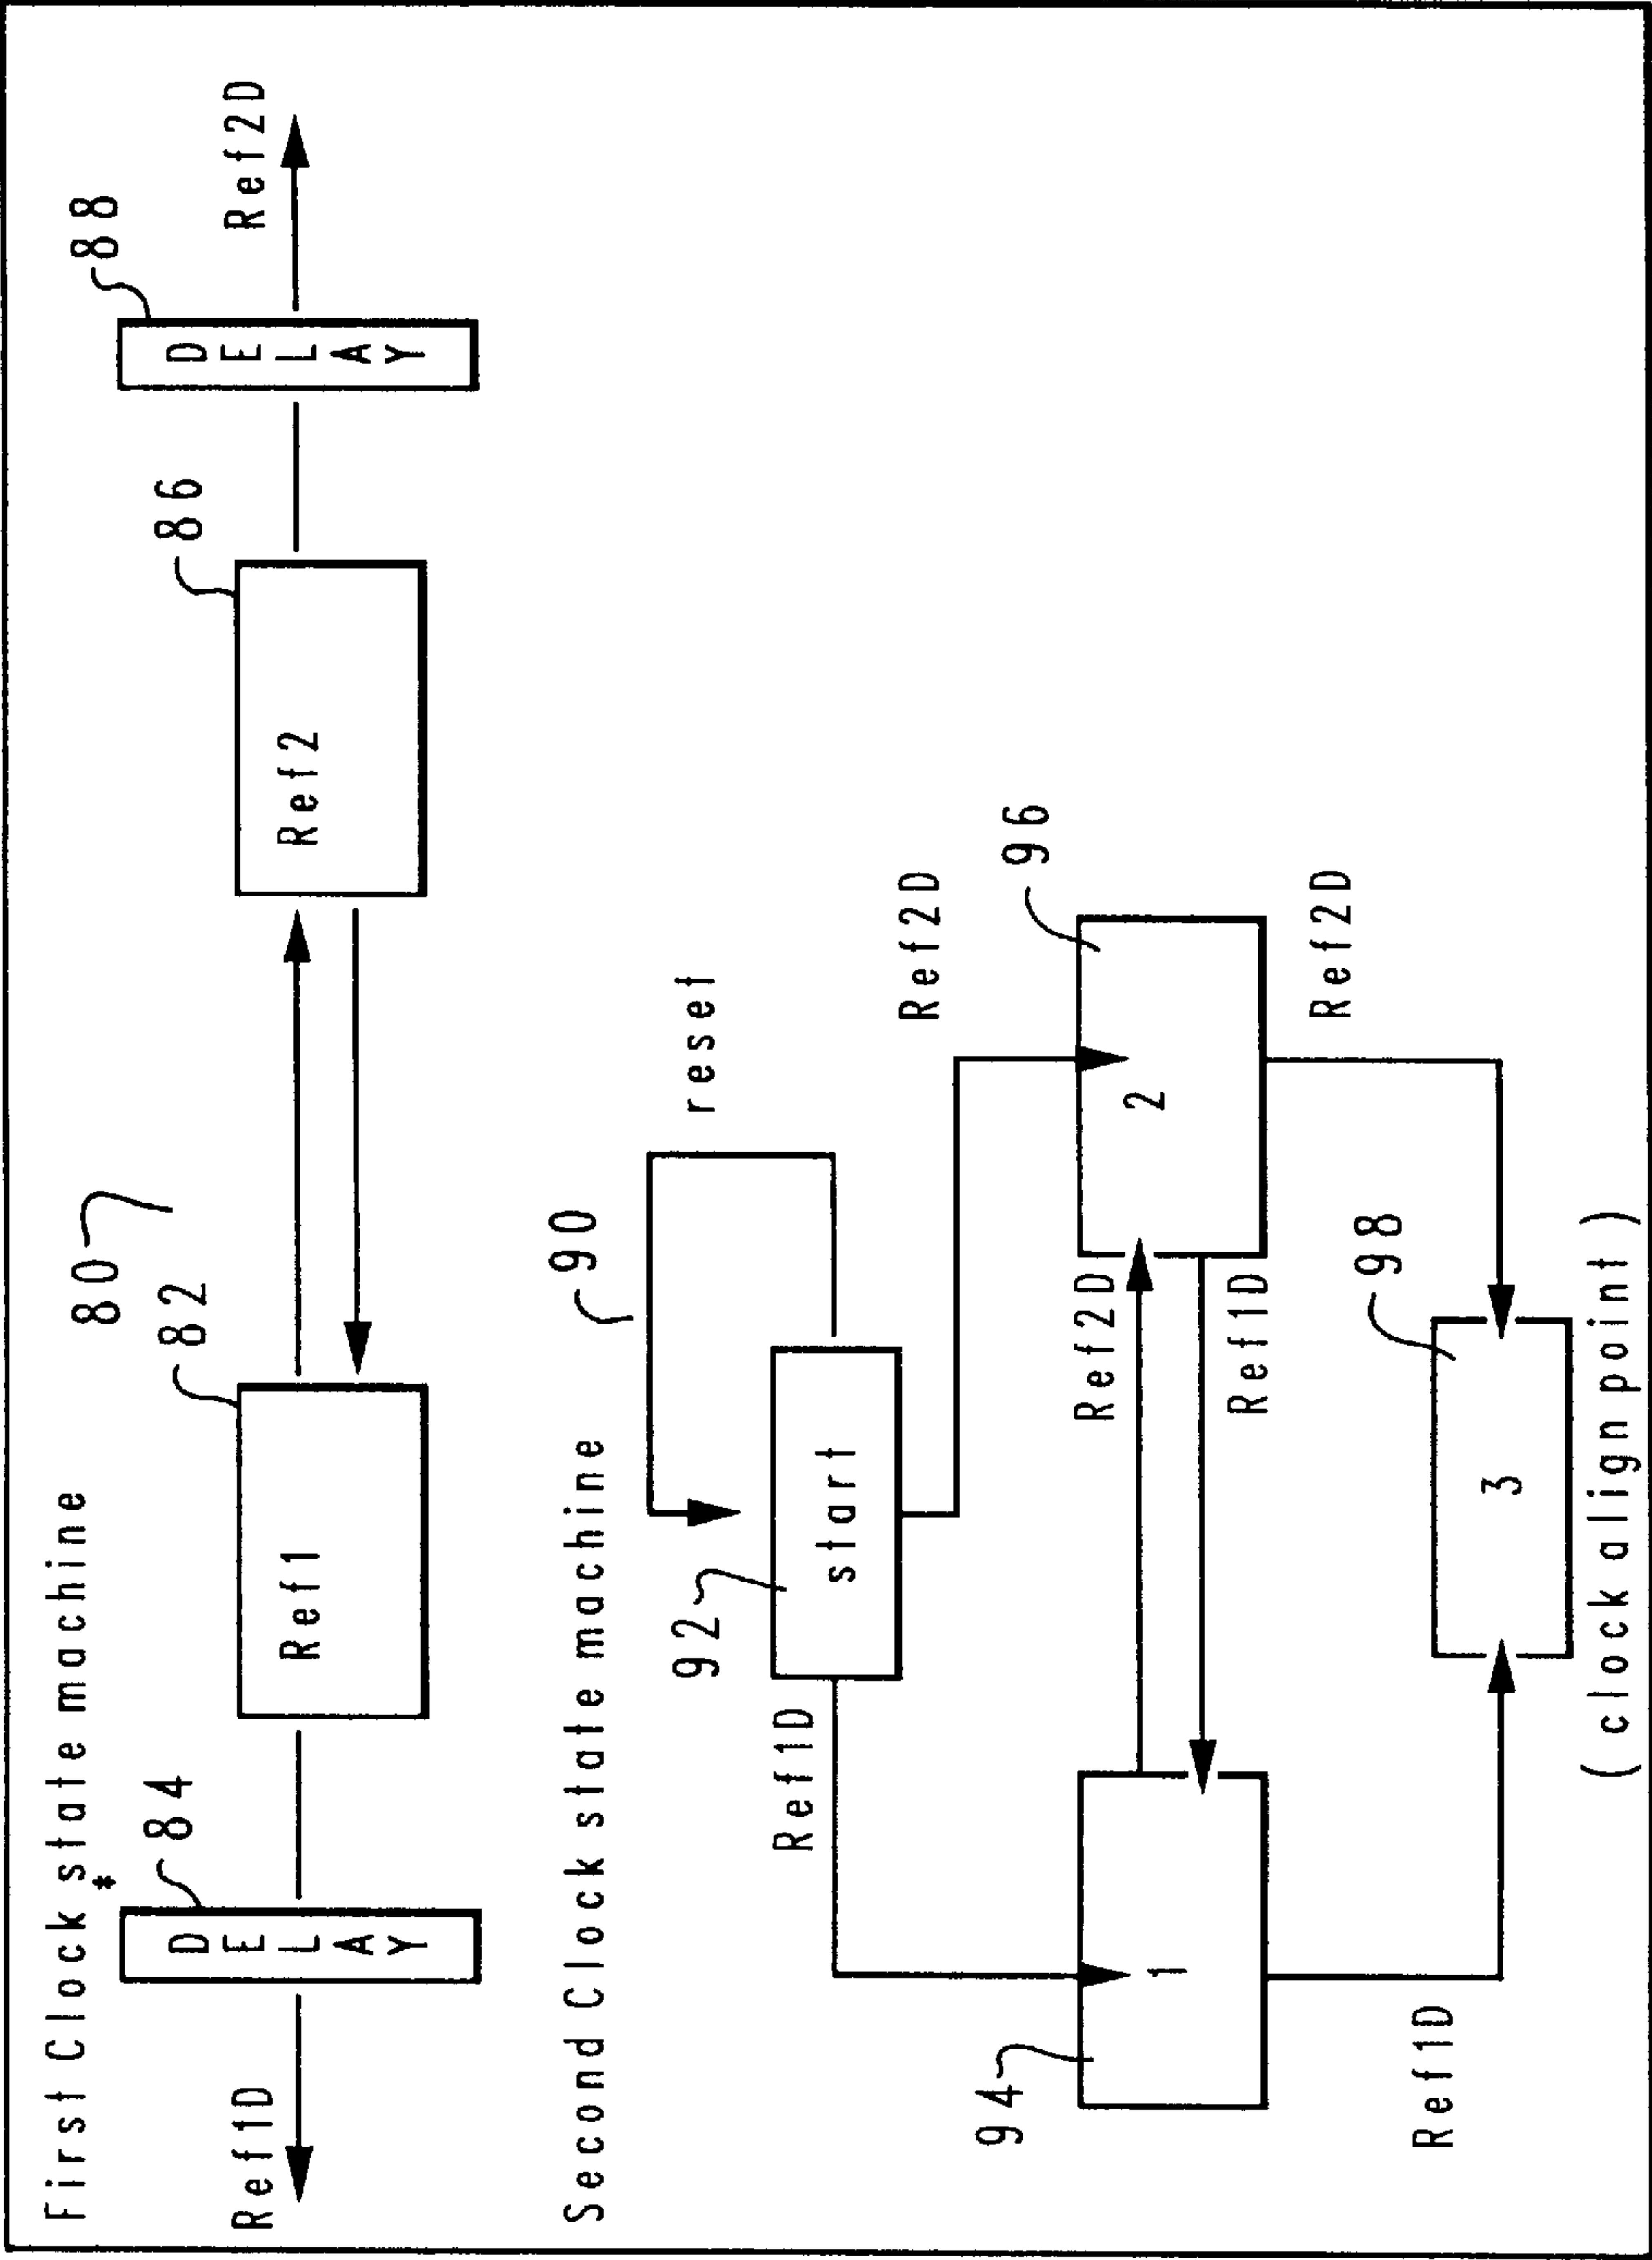 First Clock state machine
*
80
82
84
86
88
Ref1D
DELAY
Ref1
Ref2
DELAY
Ref2D
Second Clock state machine
90
reset
92
start
Ref1D
Ref2D
94
1
Ref2D
Ref1D
96
2
Ref1D
Ref2D
98
3
(clock align point)